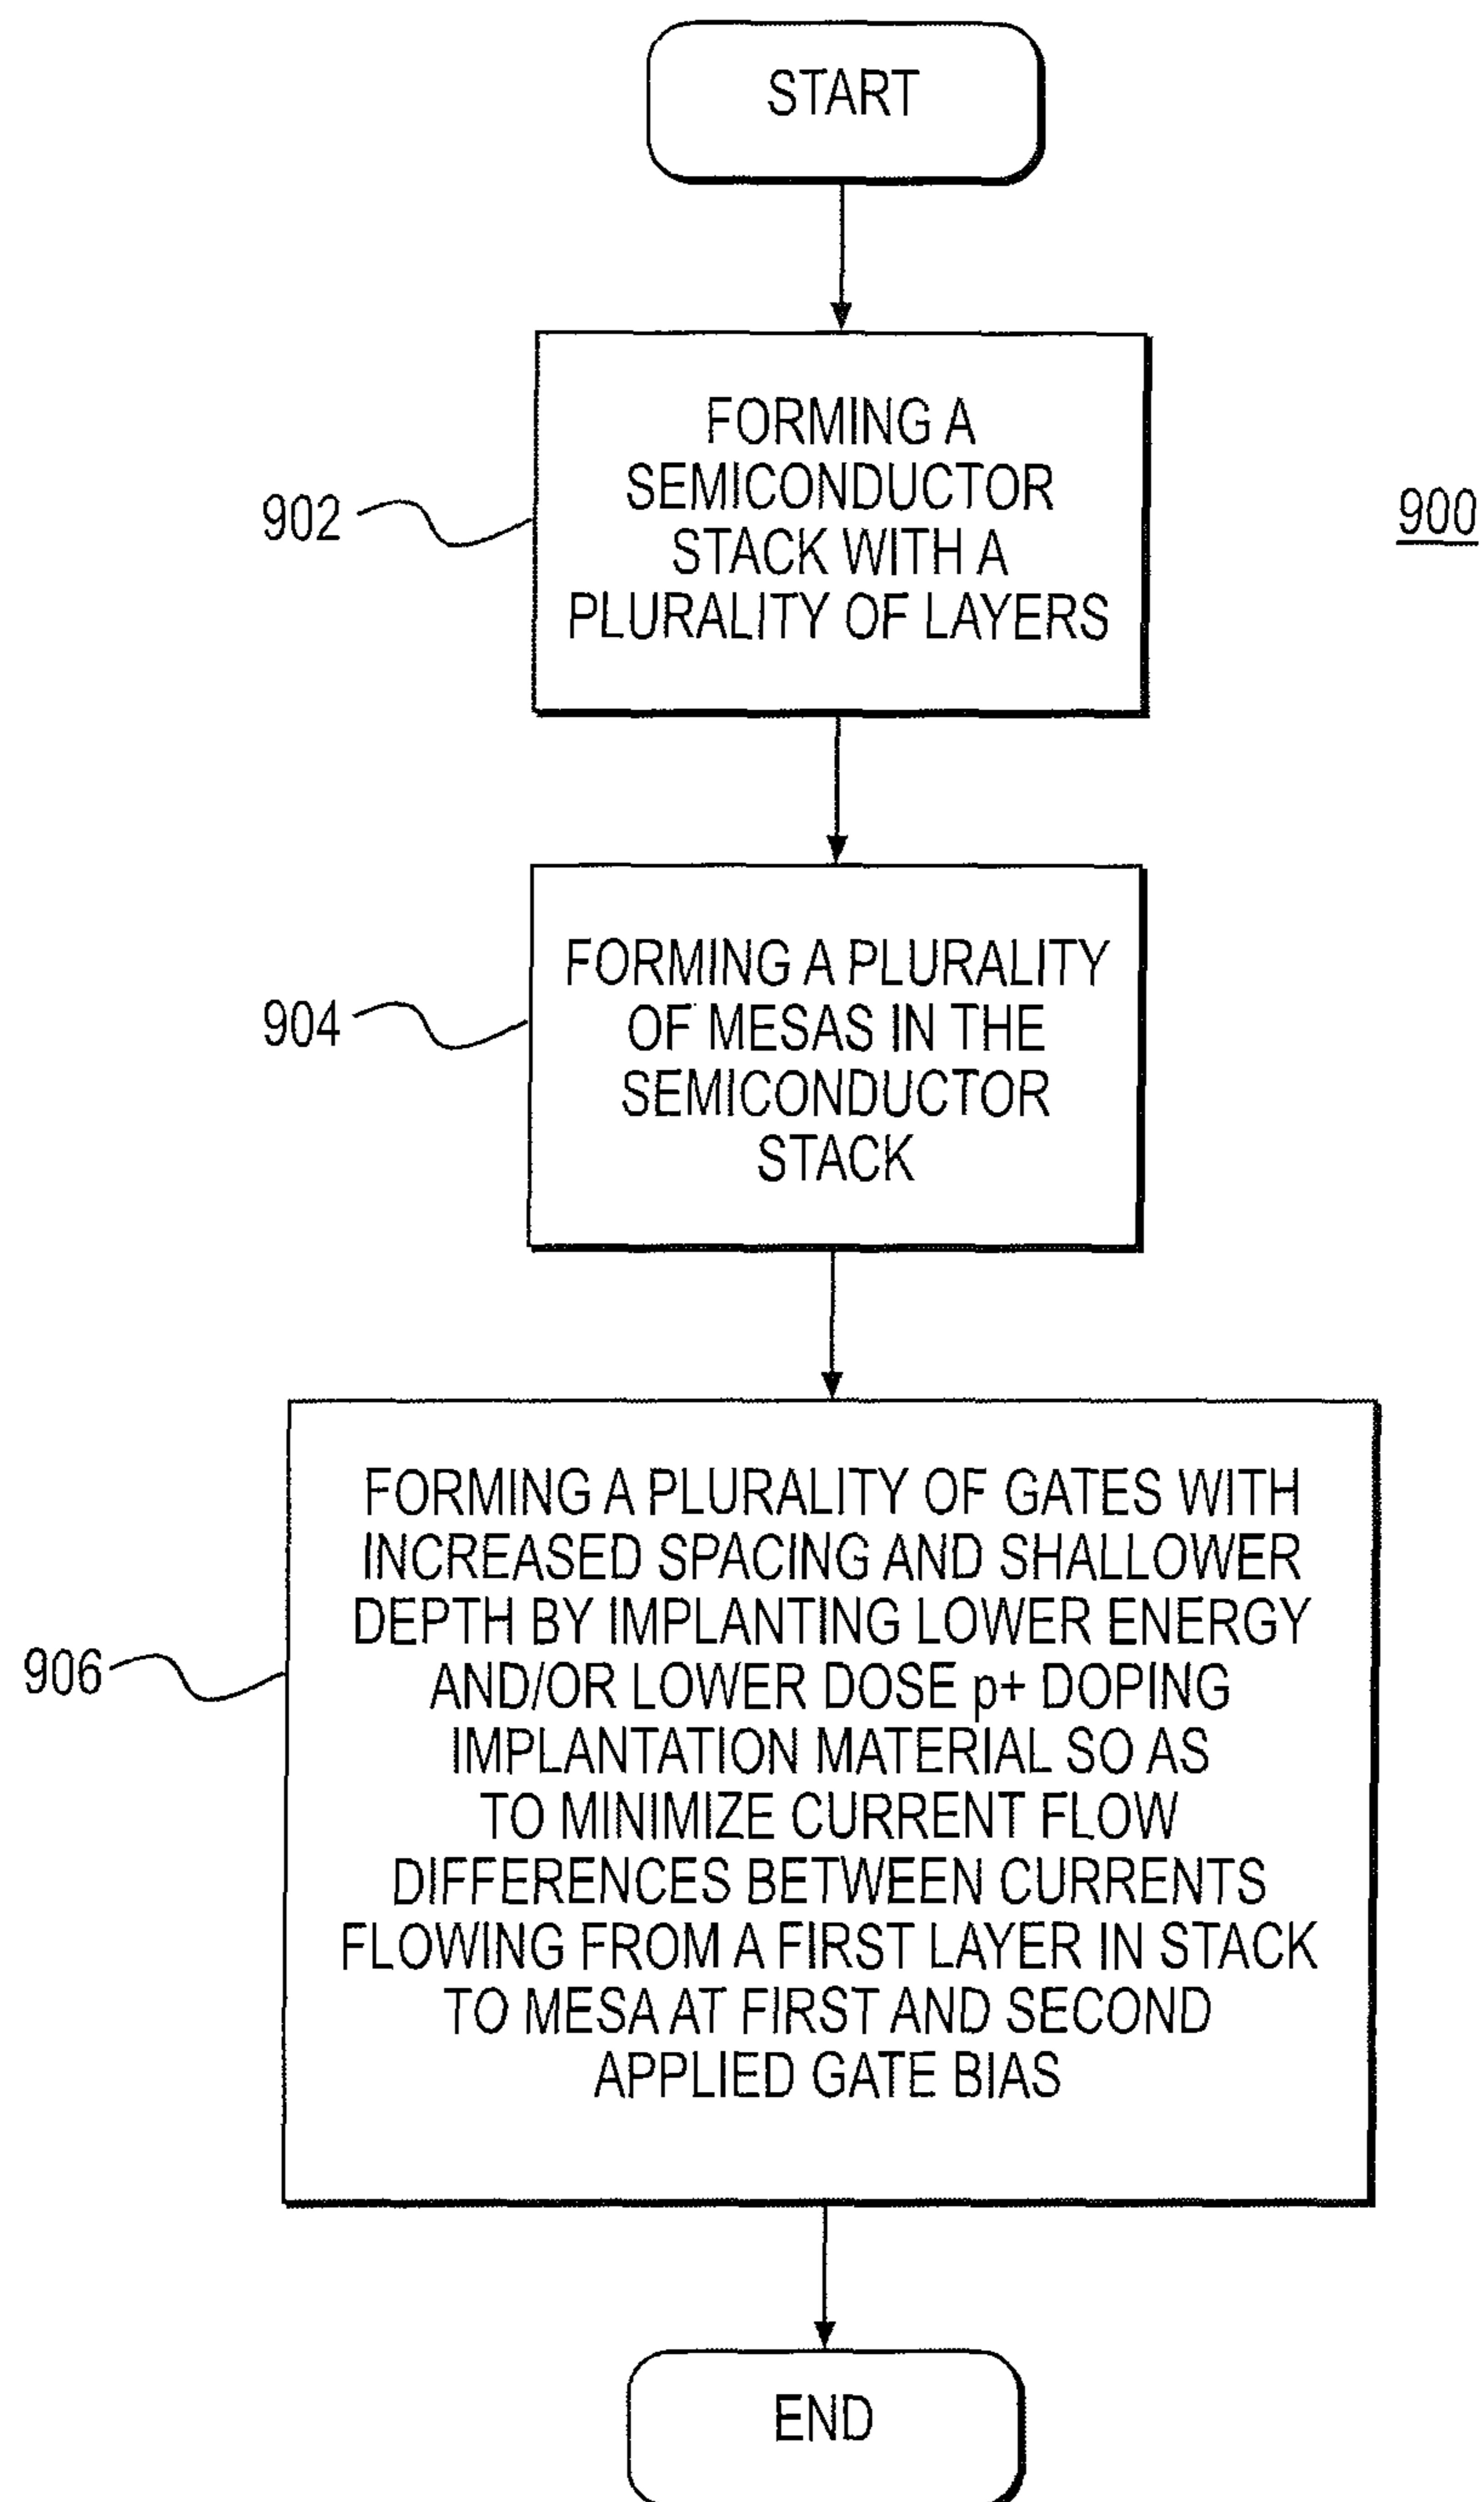 START
FORMING A
SEMICONDUCTOR
STACK WITH A
PLURALITY OF LAYERS
902
900
FORMING A PLURALITY
OF MESAS IN THE
SEMICONDUCTOR
STACK
904
FORMING A PLURALITY OF GATES WITH
INCREASED SPACING AND SHALLOWER
DEPTH BY IMPLANTING LOWER ENERGY
AND/OR LOWER DOSE p+ DOPING
IMPLANTATION MATERIAL SO AS
TO MINIMIZE CURRENT FLOW
DIFFERENCES BETWEEN CURRENTS
FLOWING FROM A FIRST LAYER IN STACK
TO MESA AT FIRST AND SECOND
APPLIED GATE BIAS
906
END